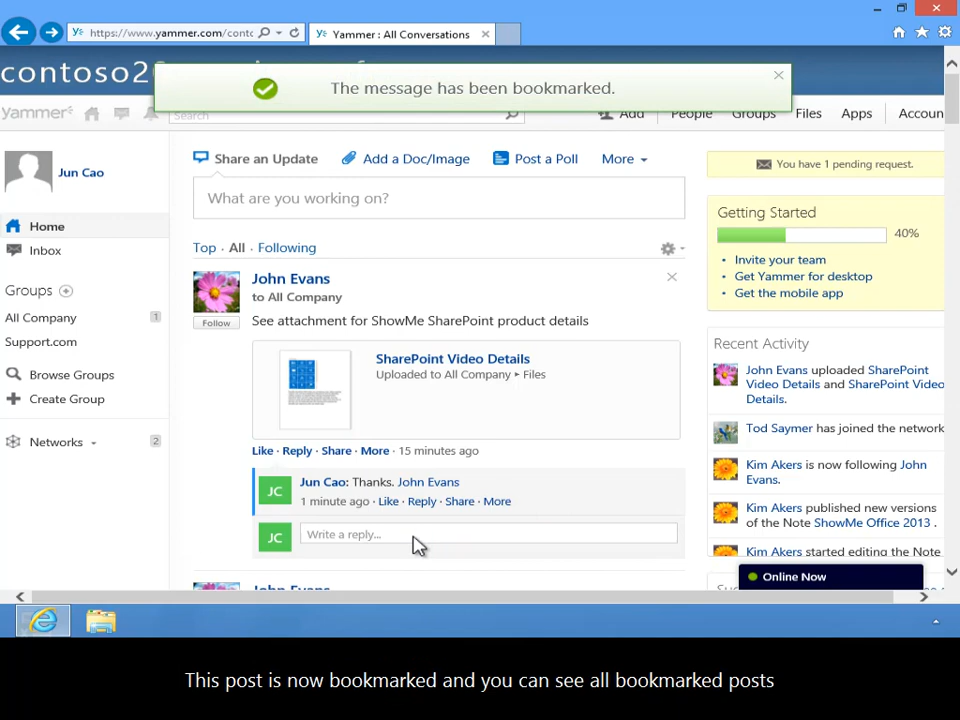 https://www.yammer.com/conto
Yammer : All Conversations
contoso2
The message has been bookmarked.
yammer
Search
Add
People
Groups
Files
Apps
Accoun
Jun Cao
Home
Inbox
Groups
All Company 1
Support.com
Browse Groups
Create Group
Networks 2
Share an Update
Add a Doc/Image
Post a Poll
More
What are you working on?
Top · All · Following
John Evans
to All Company
Follow
See attachment for ShowMe SharePoint product details
SharePoint Video Details
Uploaded to All Company ▸ Files
Like · Reply · Share · More · 15 minutes ago
JC
Jun Cao: Thanks. John Evans
1 minute ago · Like · Reply · Share · More
JC
Write a reply...
John Evans
You have 1 pending request.
Getting Started
40%
• Invite your team
• Get Yammer for desktop
• Get the mobile app
Recent Activity
John Evans uploaded SharePoint
Video Details and SharePoint Video
Details.
Tod Saymer has joined the network
Kim Akers is now following John
Evans.
Kim Akers published new versions
of the Note ShowMe Office 2013 .
Kim Akers started editing the Note
Online Now
This post is now bookmarked and you can see all bookmarked posts